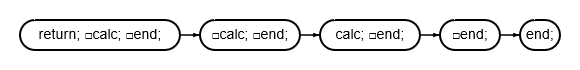 return; □calc; □end;
□calc; □end;
calc; □end;
□end;
end;